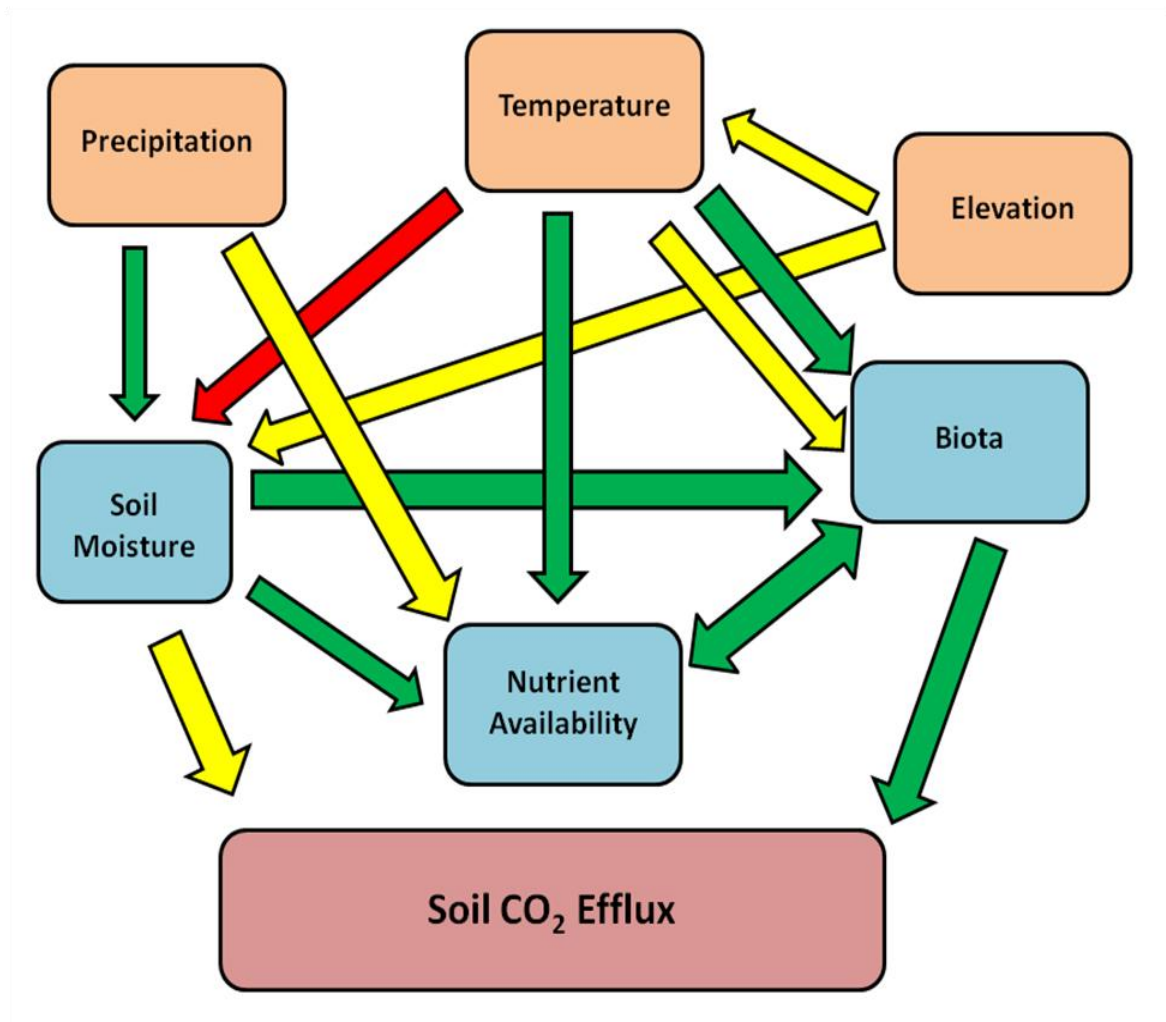 Precipitation
Temperature
Elevation
Soil
Moisture
Biota
Nutrient
Availability
Soil CO₂ Efflux